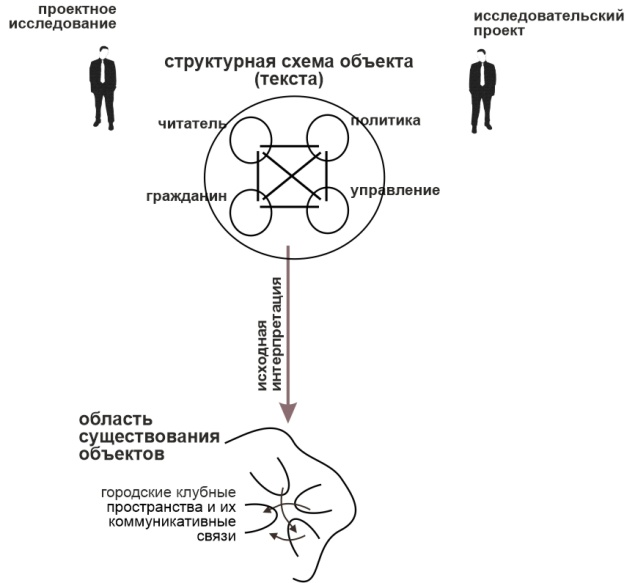 проектное
исследование
исследовательский
проект
структурная схема объекта
(текста)
читатель
политика
гражданин
управление
исходная
интерпретация
область
существования
объектов
городские клубные
пространства и их
коммуникативные
связи